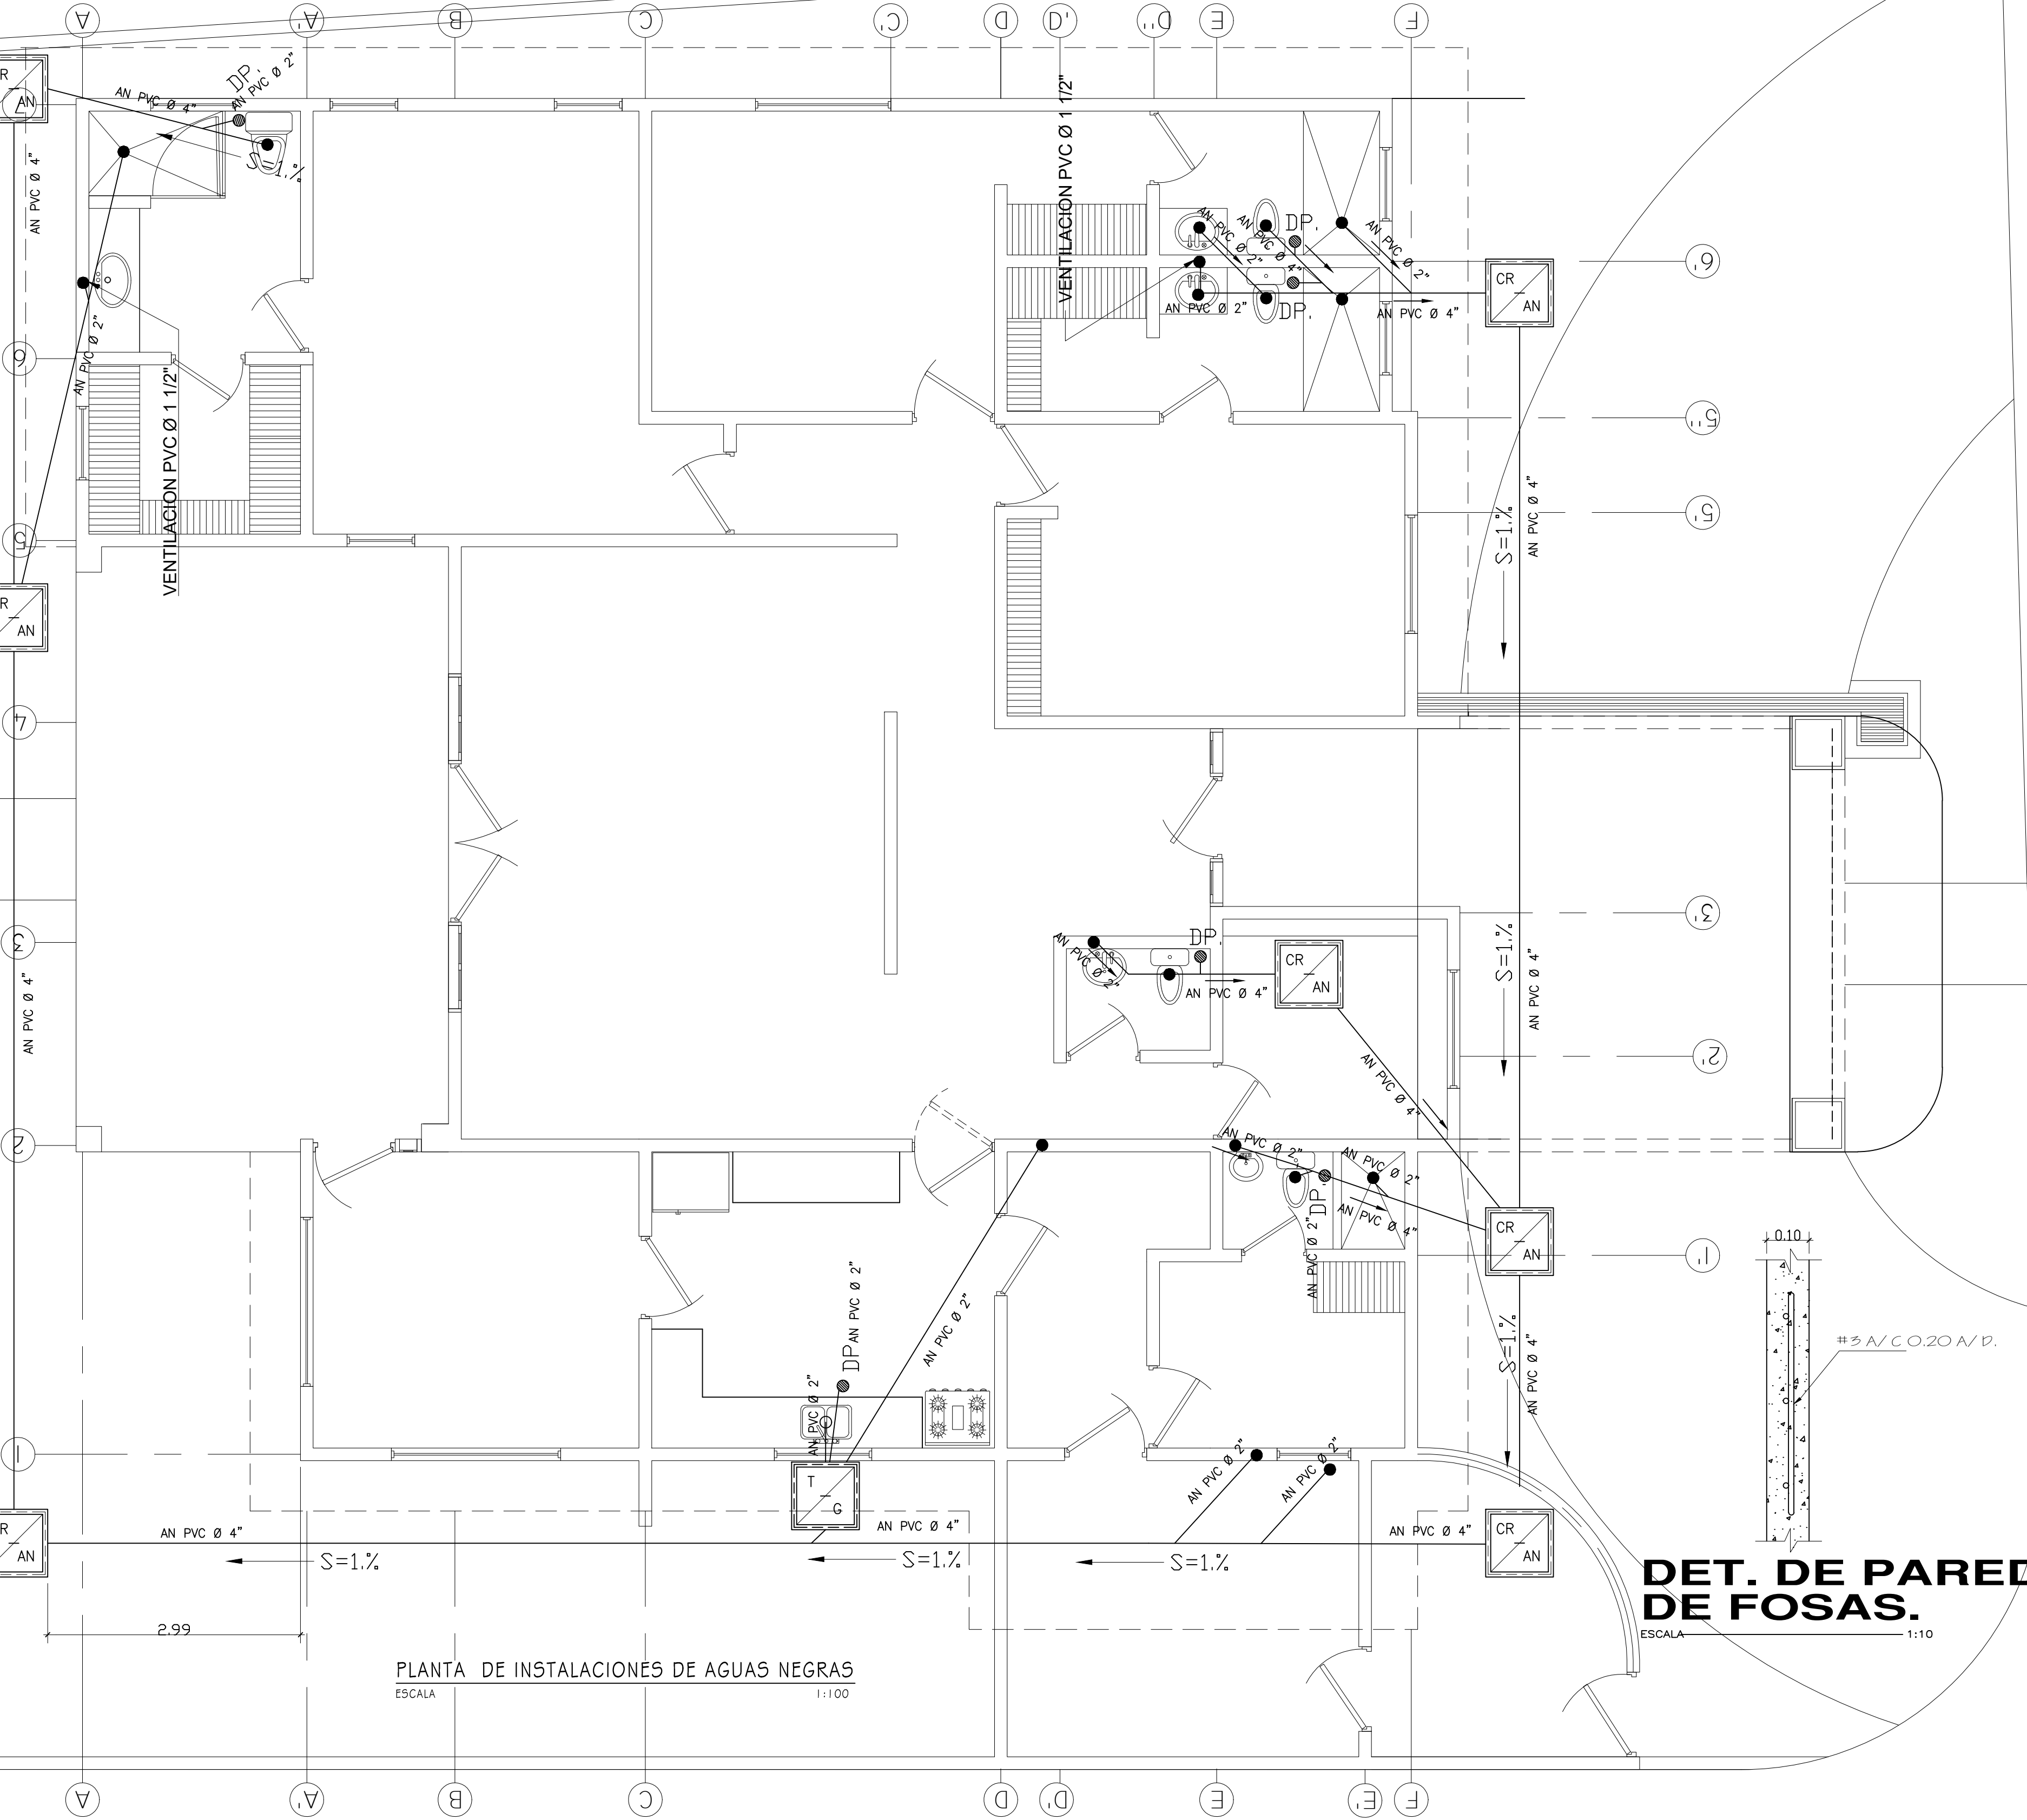 A
A'
B
C
C'
D
D'
D''
E
F
R
AN
7
AN PVC Ø 4"
DP.
AN PVC Ø 2"
S=1.%
AN PVC Ø 4"
AN PVC Ø 2"
6
5
VENTILACION PVC Ø 1 1/2"
R
AN
VENTILACION PVC Ø 1 1/2"
AN PVC Ø 2"
AN PVC Ø 4"
DP.
AN PVC Ø 2"
AN PVC Ø 2"
DP.
AN PVC Ø 4"
CR
AN
6'
5''
5'
S=1.%
AN PVC Ø 4"
4
3
AN PVC Ø 4"
2
AN PVC Ø 2"
DP.
AN PVC Ø 4"
CR
AN
AN PVC Ø 4"
S=1.%
AN PVC Ø 4"
3'
2'
AN PVC Ø 2"
AN PVC Ø 2"
DP.
AN PVC Ø 4"
AN PVC Ø 2"
CR
AN
1'
S=1.%
AN PVC Ø 4"
DP
AN PVC Ø 2"
AN PVC Ø 2"
AN PVC Ø 2"
1
T
G
AN PVC Ø 2"
AN PVC Ø 2"
R
AN
AN PVC Ø 4"
AN PVC Ø 4"
AN PVC Ø 4"
CR
AN
S=1.%
S=1.%
S=1.%
2.99
0.10
#3 A/C 0.20 A/D.
DET. DE PARED
DE FOSAS.
ESCALA 1:10
PLANTA DE INSTALACIONES DE AGUAS NEGRAS
ESCALA 1:100
A
A'
B
C
D
D'
E
E'
F